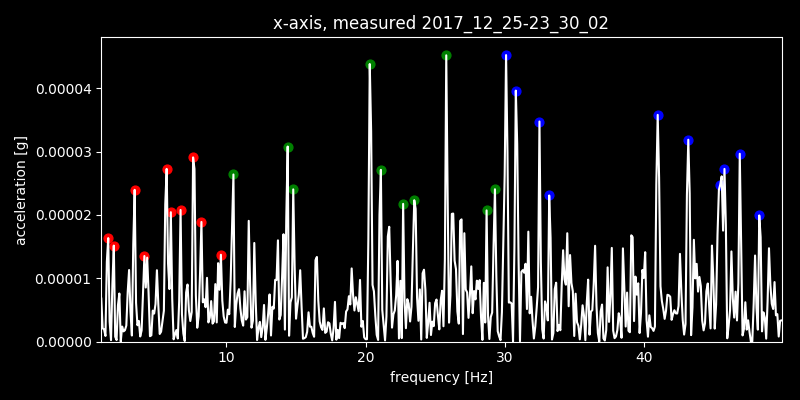 x-axis, measured 2017_12_25-23_30_02
acceleration [g]
0.00004
0.00003
0.00002
0.00001
0.00000
10 20 30 40
frequency [Hz]